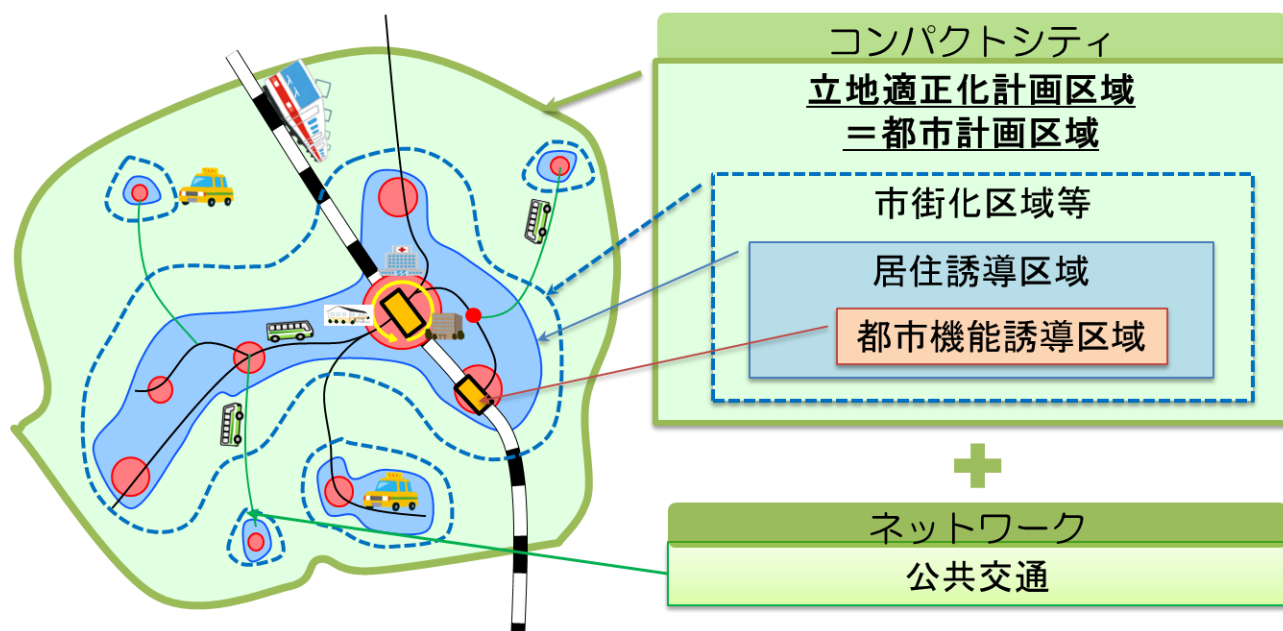 コンパクトシティ
立地適正化計画区域
＝都市計画区域
市街化区域等
居住誘導区域
都市機能誘導区域
ネットワーク
公共交通